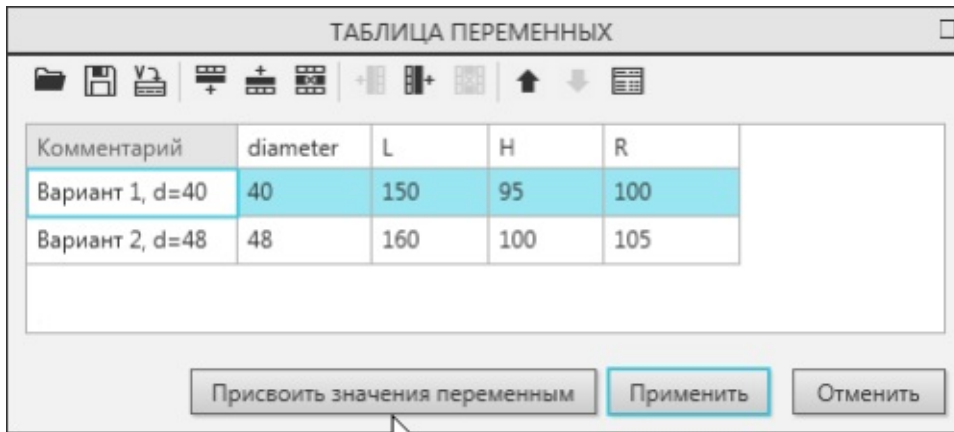 ТАБЛИЦА ПЕРЕМЕННЫХ
Комментарий diameter L H R
Вариант 1, d=40 40 150 95 100
Вариант 2, d=48 48 160 100 105
Присвоить значения переменным Применить Отменить